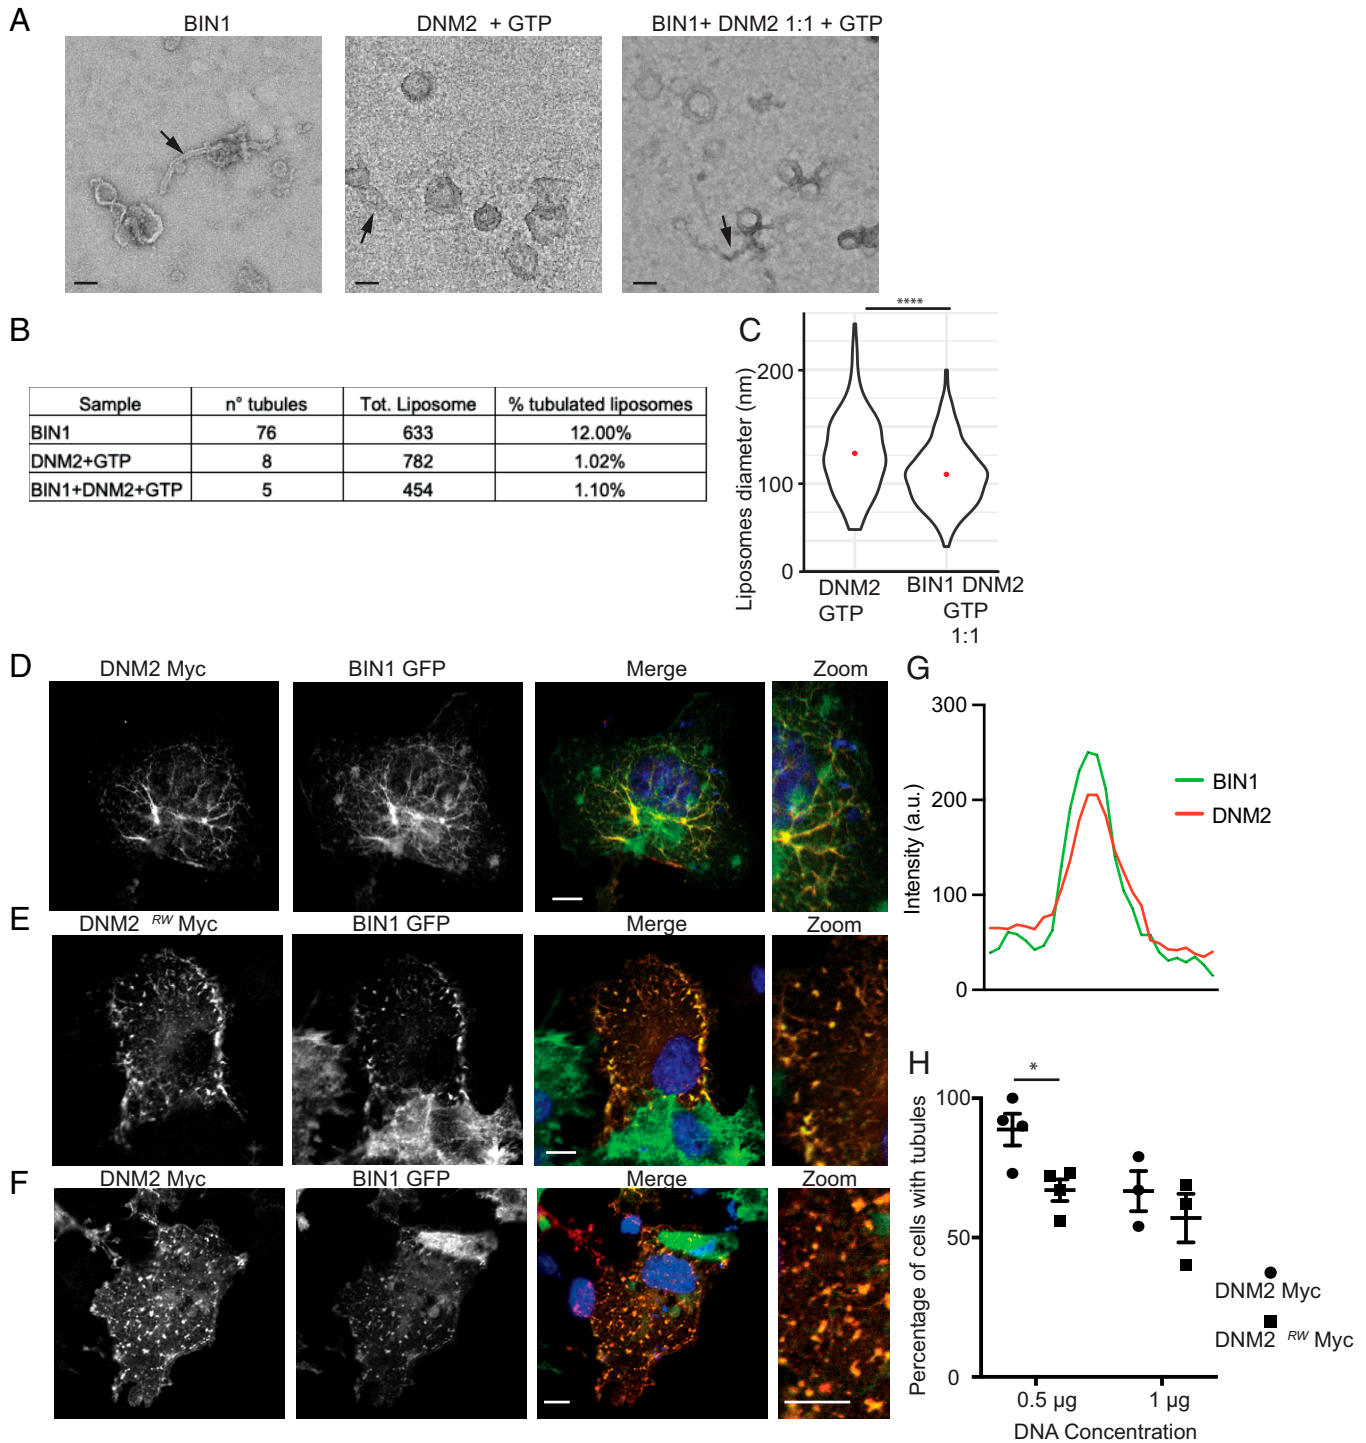 A
BIN1
DNM2 + GTP
BIN1+ DNM2 1:1 + GTP
B
Sample n° tubules Tot. Liposome % tubulated liposomes
BIN1 76 633 12.00%
DNM2+GTP 8 782 1.02%
BIN1+DNM2+GTP 5 454 1.10%
C
****
Liposomes diameter (nm)
200
100
0
DNM2
GTP
BIN1 DNM2
GTP
1:1
D
DNM2 Myc
BIN1 GFP
Merge
Zoom
E
DNM2 RW Myc
BIN1 GFP
Merge
Zoom
F
DNM2 Myc
BIN1 GFP
Merge
Zoom
G
Intensity (a.u.)
300
200
100
0
BIN1
DNM2
H
*
Percentage of cells with tubules
100
50
0
0.5 µg
1 µg
DNA Concentration
DNM2 Myc
DNM2 RW Myc